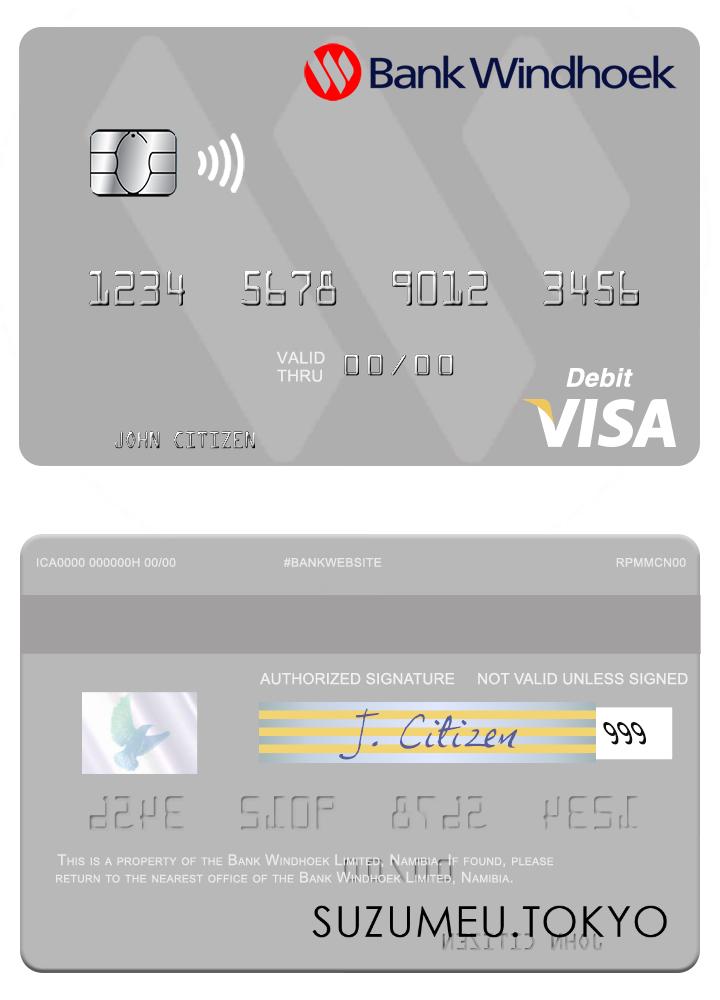 Bank Windhoek
1234 5678 9012 3456
VALID THRU 00/00
Debit
VISA
JOHN CITIZEN
ICA0000 000000H 00/00 #BANKWEBSITE RPMMCN00
AUTHORIZED SIGNATURE NOT VALID UNLESS SIGNED
J. Citizen 999
THIS IS A PROPERTY OF THE BANK WINDHOEK LIMITED, NAMIBIA. IF FOUND, PLEASE
RETURN TO THE NEAREST OFFICE OF THE BANK WINDHOEK LIMITED, NAMIBIA.
SUZUMEU.TOKYO